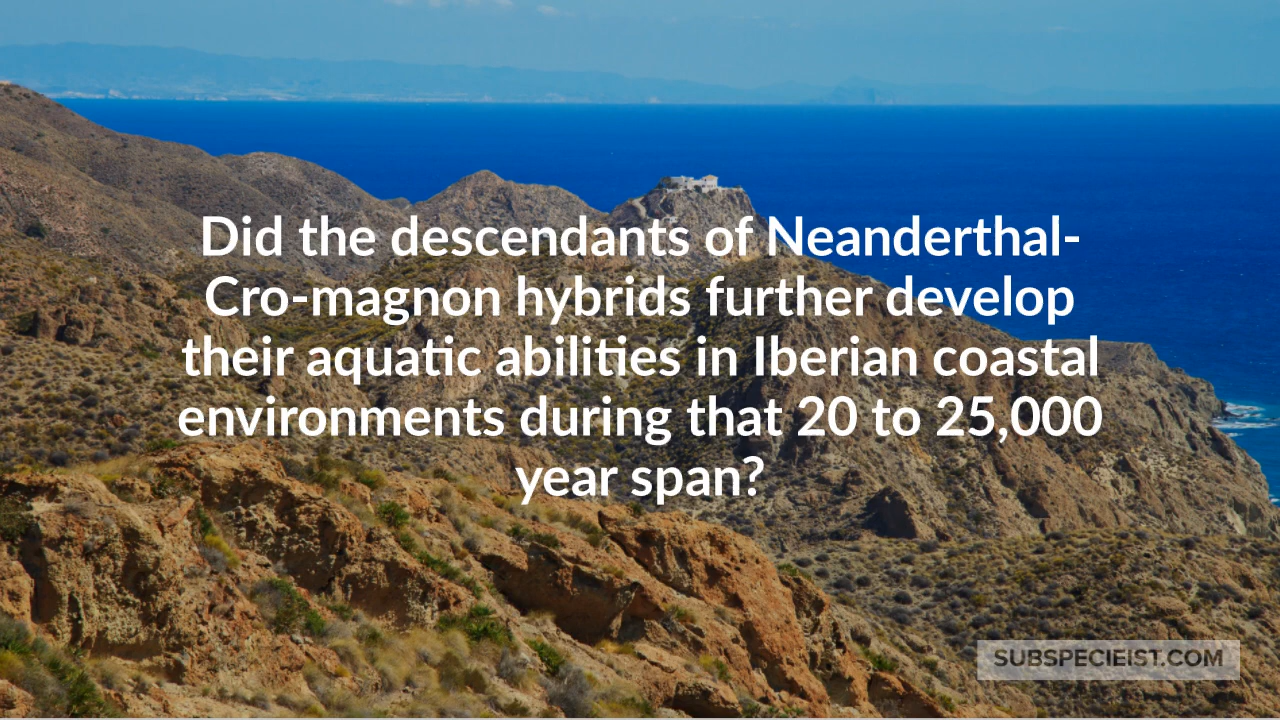 Did the descendants of Neanderthal-
Cro-magnon hybrids further develop
their aquatic abilities in Iberian coastal
environments during that 20 to 25,000
year span?
SUBSPECIEIST.COM